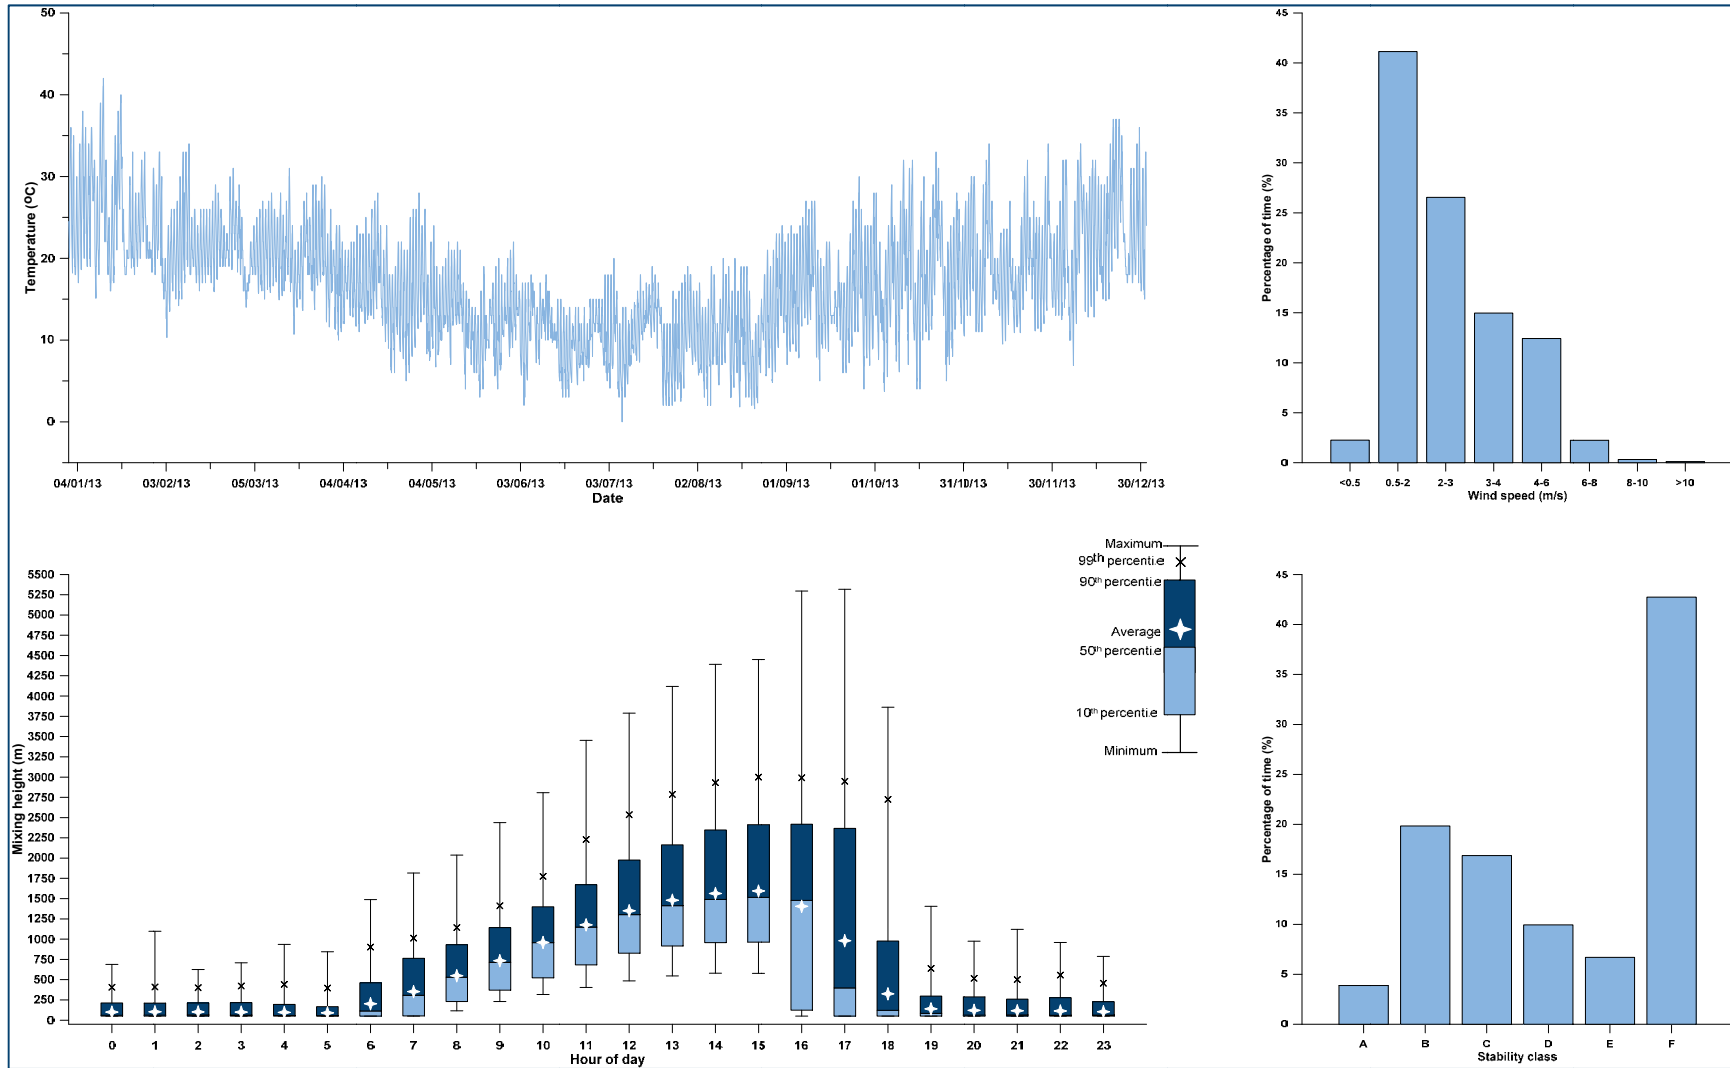 50
40
30
20
10
0
Temperature (ºC)
04/01/13 03/02/13 05/03/13 04/04/13 04/05/13 03/06/13 03/07/13 02/08/13 01/09/13 01/10/13 31/10/13 30/11/13 30/12/13
Date
45
40
35
30
25
20
15
10
5
0
Percentage of time (%)
<0.5 0.5-2 2-3 3-4 4-6 6-8 8-10 >10
Wind speed (m/s)
Maximum
99th percentile
90th percentile
Average
50th percentile
10th percentile
Minimum
5500
5250
5000
4750
4500
4250
4000
3750
3500
3250
3000
2750
2500
2250
2000
1750
1500
1250
1000
750
500
250
0
Mixing height (m)
0 1 2 3 4 5 6 7 8 9 10 11 12 13 14 15 16 17 18 19 20 21 22 23
Hour of day
45
40
35
30
25
20
15
10
5
0
Percentage of time (%)
A B C D E F
Stability class